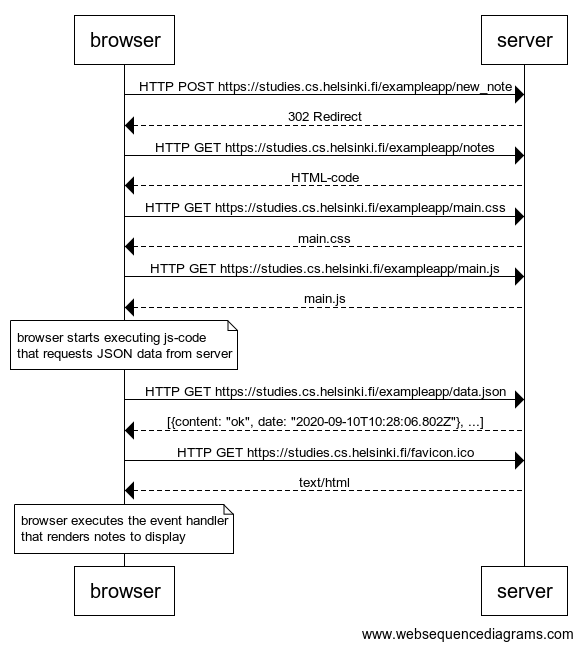 browser server
HTTP POST https://studies.cs.helsinki.fi/exampleapp/new_note
302 Redirect
HTTP GET https://studies.cs.helsinki.fi/exampleapp/notes
HTML-code
HTTP GET https://studies.cs.helsinki.fi/exampleapp/main.css
main.css
HTTP GET https://studies.cs.helsinki.fi/exampleapp/main.js
main.js
browser starts executing js-code
that requests JSON data from server
HTTP GET https://studies.cs.helsinki.fi/exampleapp/data.json
[{content: "ok", date: "2020-09-10T10:28:06.802Z"}, ...]
HTTP GET https://studies.cs.helsinki.fi/favicon.ico
text/html
browser executes the event handler
that renders notes to display
browser server
www.websequencediagrams.com